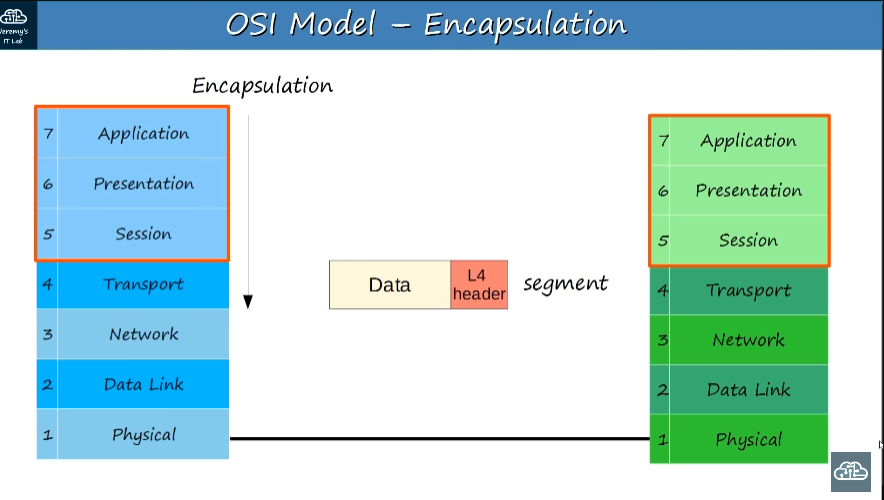 Jeremy's
IT Lab
OSI Model – Encapsulation
Encapsulation
7 Application
6 Presentation
5 Session
4 Transport
3 Network
2 Data Link
1 Physical
Data
L4
header
segment
7 Application
6 Presentation
5 Session
4 Transport
3 Network
2 Data Link
1 Physical